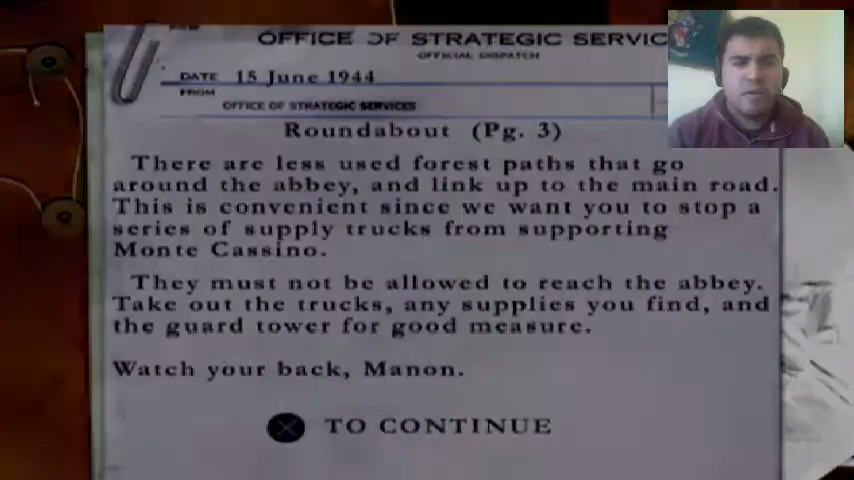 OFFICE OF STRATEGIC SERVIC
OFFICIAL DISPATCH
DATE 15 June 1944
FROM
OFFICE OF STRATEGIC SERVICES
Roundabout (Pg. 3)
There are less used forest paths that go
around the abbey, and link up to the main road.
This is convenient since we want you to stop a
series of supply trucks from supporting
Monte Cassino.
They must not be allowed to reach the abbey.
Take out the trucks, any supplies you find, and
the guard tower for good measure.
Watch your back, Manon.
TO CONTINUE